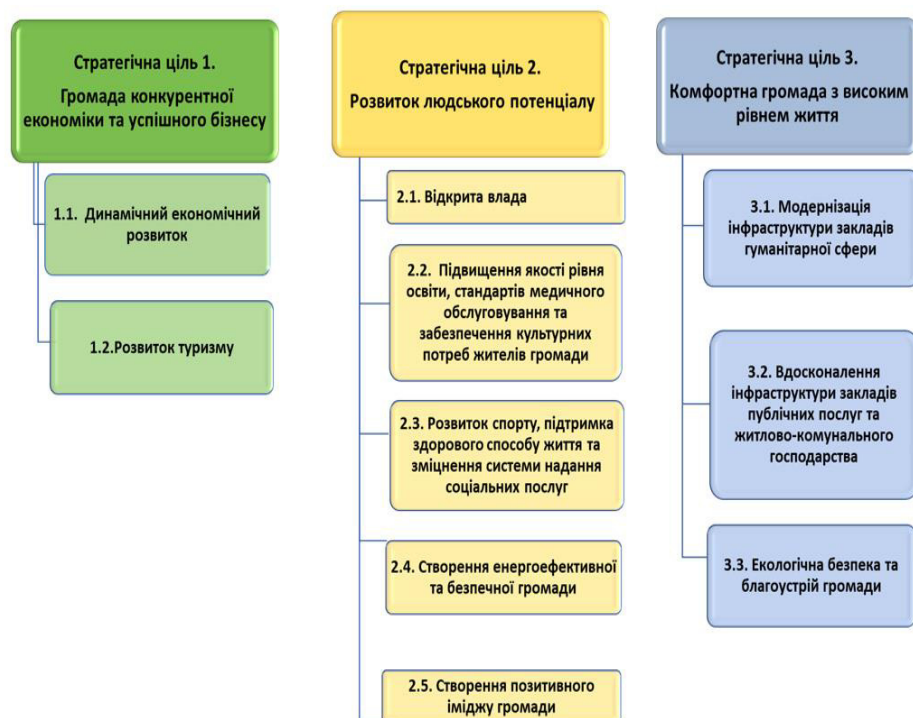 Стратегічна ціль 1.
Громада конкурентної
економіки та успішного бізнесу
1.1. Динамічний економічний
розвиток
1.2.Розвиток туризму
Стратегічна ціль 2.
Розвиток людського потенціалу
2.1. Відкрита влада
2.2. Підвищення якості рівня
освіти, стандартів медичного
обслуговування та
забезпечення культурних
потреб жителів громади
2.3. Розвиток спорту, підтримка
здорового способу життя та
зміцнення системи надання
соціальних послуг
2.4. Створення енергоефективної
та безпечної громади
2.5. Створення позитивного
іміджу громади
Стратегічна ціль 3.
Комфортна громада з високим
рівнем життя
3.1. Модернізація
інфраструктури закладів
гуманітарної сфери
3.2. Вдосконалення
інфраструктури закладів
публічних послуг та
житлово-комунального
господарства
3.3. Екологічна безпека та
благоустрій громади